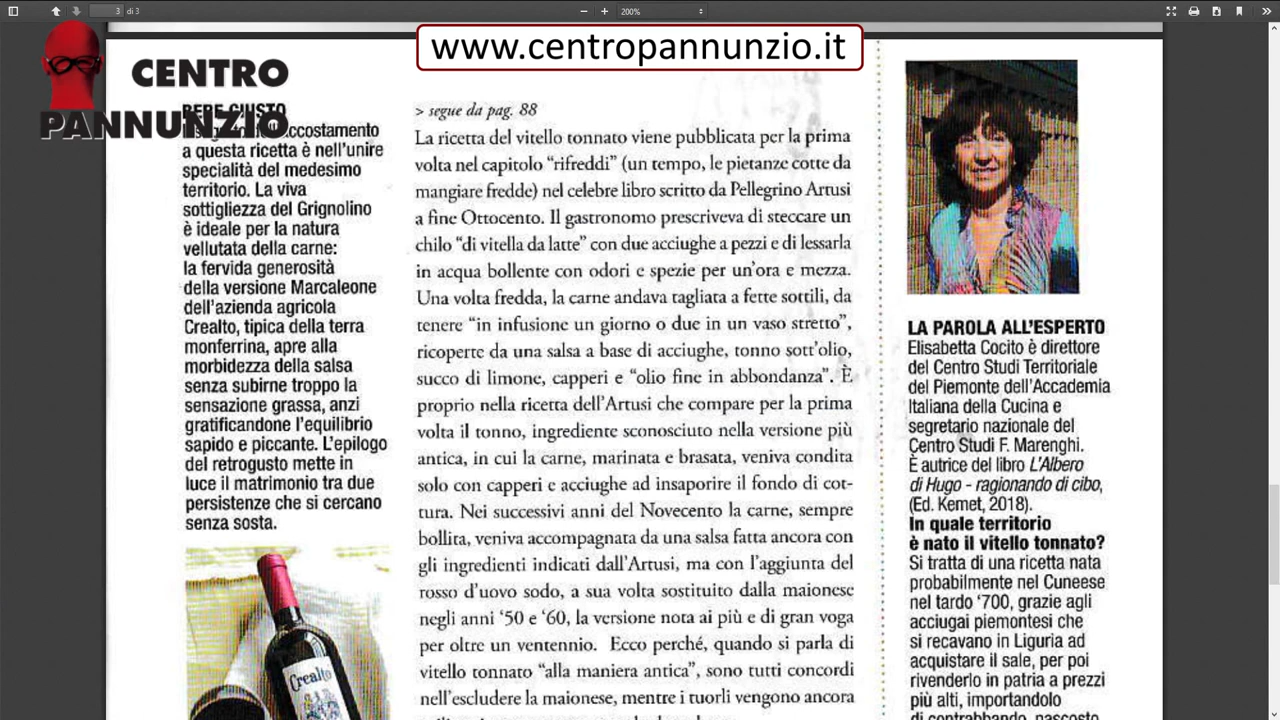 3 di 3
200%
www.centropannunzio.it
CENTRO
PANNUNZIO
BERE GIUSTO
accostamento
a questa ricetta è nell'unire
specialità del medesimo
territorio. La viva
sottigliezza del Grignolino
è ideale per la natura
vellutata della carne:
la fervida generosità
della versione Marcaleone
dell'azienda agricola
Crealto, tipica della terra
monferrina, apre alla
morbidezza della salsa
senza subirne troppo la
sensazione grassa, anzi
gratificandone l'equilibrio
sapido e piccante. L'epilogo
del retrogusto mette in
luce il matrimonio tra due
persistenze che si cercano
senza sosta.
Crealto
> segue da pag. 88
La ricetta del vitello tonnato viene pubblicata per la prima
volta nel capitolo “rifreddi” (un tempo, le pietanze cotte da
mangiare fredde) nel celebre libro scritto da Pellegrino Artusi
a fine Ottocento. Il gastronomo prescriveva di steccare un
chilo “di vitella da latte” con due acciughe a pezzi e di lessarla
in acqua bollente con odori e spezie per un'ora e mezza.
Una volta fredda, la carne andava tagliata a fette sottili, da
tenere “in infusione un giorno o due in un vaso stretto”,
ricoperte da una salsa a base di acciughe, tonno sott'olio,
succo di limone, capperi e “olio fine in abbondanza”. È
proprio nella ricetta dell'Artusi che compare per la prima
volta il tonno, ingrediente sconosciuto nella versione più
antica, in cui la carne, marinata e brasata, veniva condita
solo con capperi e acciughe ad insaporire il fondo di cot-
tura. Nei successivi anni del Novecento la carne, sempre
bollita, veniva accompagnata da una salsa fatta ancora con
gli ingredienti indicati dall'Artusi, ma con l'aggiunta del
rosso d'uovo sodo, a sua volta sostituito dalla maionese
negli anni '50 e '60, la versione nota ai più e di gran voga
per oltre un ventennio. Ecco perché, quando si parla di
vitello tonnato “alla maniera antica”, sono tutti concordi
nell'escludere la maionese, mentre i tuorli vengono ancora
LA PAROLA ALL'ESPERTO
Elisabetta Cocito è direttore
del Centro Studi Territoriale
del Piemonte dell'Accademia
Italiana della Cucina e
segretario nazionale del
Centro Studi F. Marenghi.
È autrice del libro L'Albero
di Hugo - ragionando di cibo,
(Ed. Kemet, 2018).
In quale territorio
è nato il vitello tonnato?
Si tratta di una ricetta nata
probabilmente nel Cuneese
nel tardo '700, grazie agli
acciugai piemontesi che
si recavano in Liguria ad
acquistare il sale, per poi
rivenderlo in patria a prezzi
più alti, importandolo
di contrabbando, nascosto